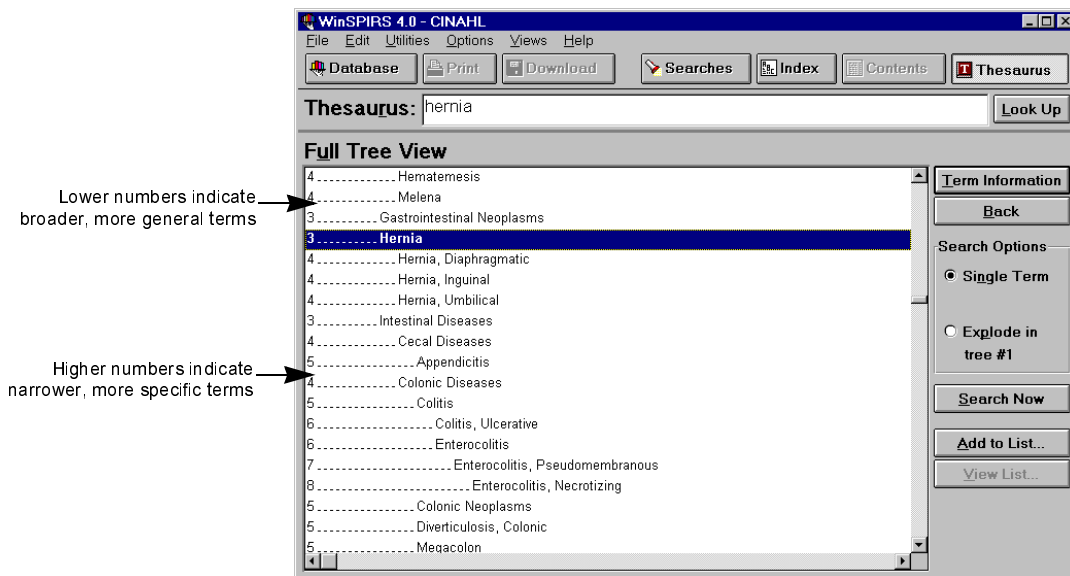 WinSPIRS 4.0 - CINAHL
File Edit Utilities Options Views Help
Database Print Download Searches Index Contents Thesaurus
Thesaurus: hernia Look Up
Full Tree View
4.............Hematemesis
4.............Melena
3..........Gastrointestinal Neoplasms
3..........Hernia
4.............Hernia, Diaphragmatic
4.............Hernia, Inguinal
4.............Hernia, Umbilical
3..........Intestinal Diseases
4.............Cecal Diseases
5................Appendicitis
4.............Colonic Diseases
5................Colitis
6...................Colitis, Ulcerative
6...................Enterocolitis
7......................Enterocolitis, Pseudomembranous
8.........................Enterocolitis, Necrotizing
5................Colonic Neoplasms
5................Diverticulosis, Colonic
5................Megacolon
Term Information
Back
Search Options
Single Term
Explode in
tree #1
Search Now
Add to List...
View List...
Lower numbers indicate
broader, more general terms
Higher numbers indicate
narrower, more specific terms